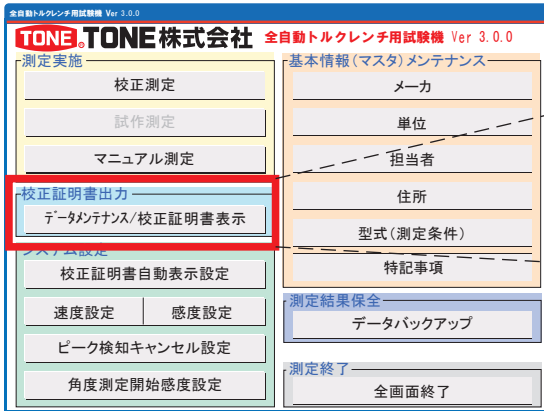 全自動トルクレンチ用試験機 Ver 3.0.0
TONE。TONE株式会社 全自動トルクレンチ用試験機 Ver 3.0.0
測定実施
校正測定
試作測定
マニュアル測定
校正証明書出力
ﾃﾞｰﾀﾒﾝﾃﾅﾝｽ/校正証明書表示
システム設定
校正証明書自動表示設定
速度設定 感度設定
ピーク検知キャンセル設定
角度測定開始感度設定
基本情報(マスタ)メンテナンス
メーカ
単位
担当者
住所
型式(測定条件)
特記事項
測定結果保全
データバックアップ
測定終了
全画面終了